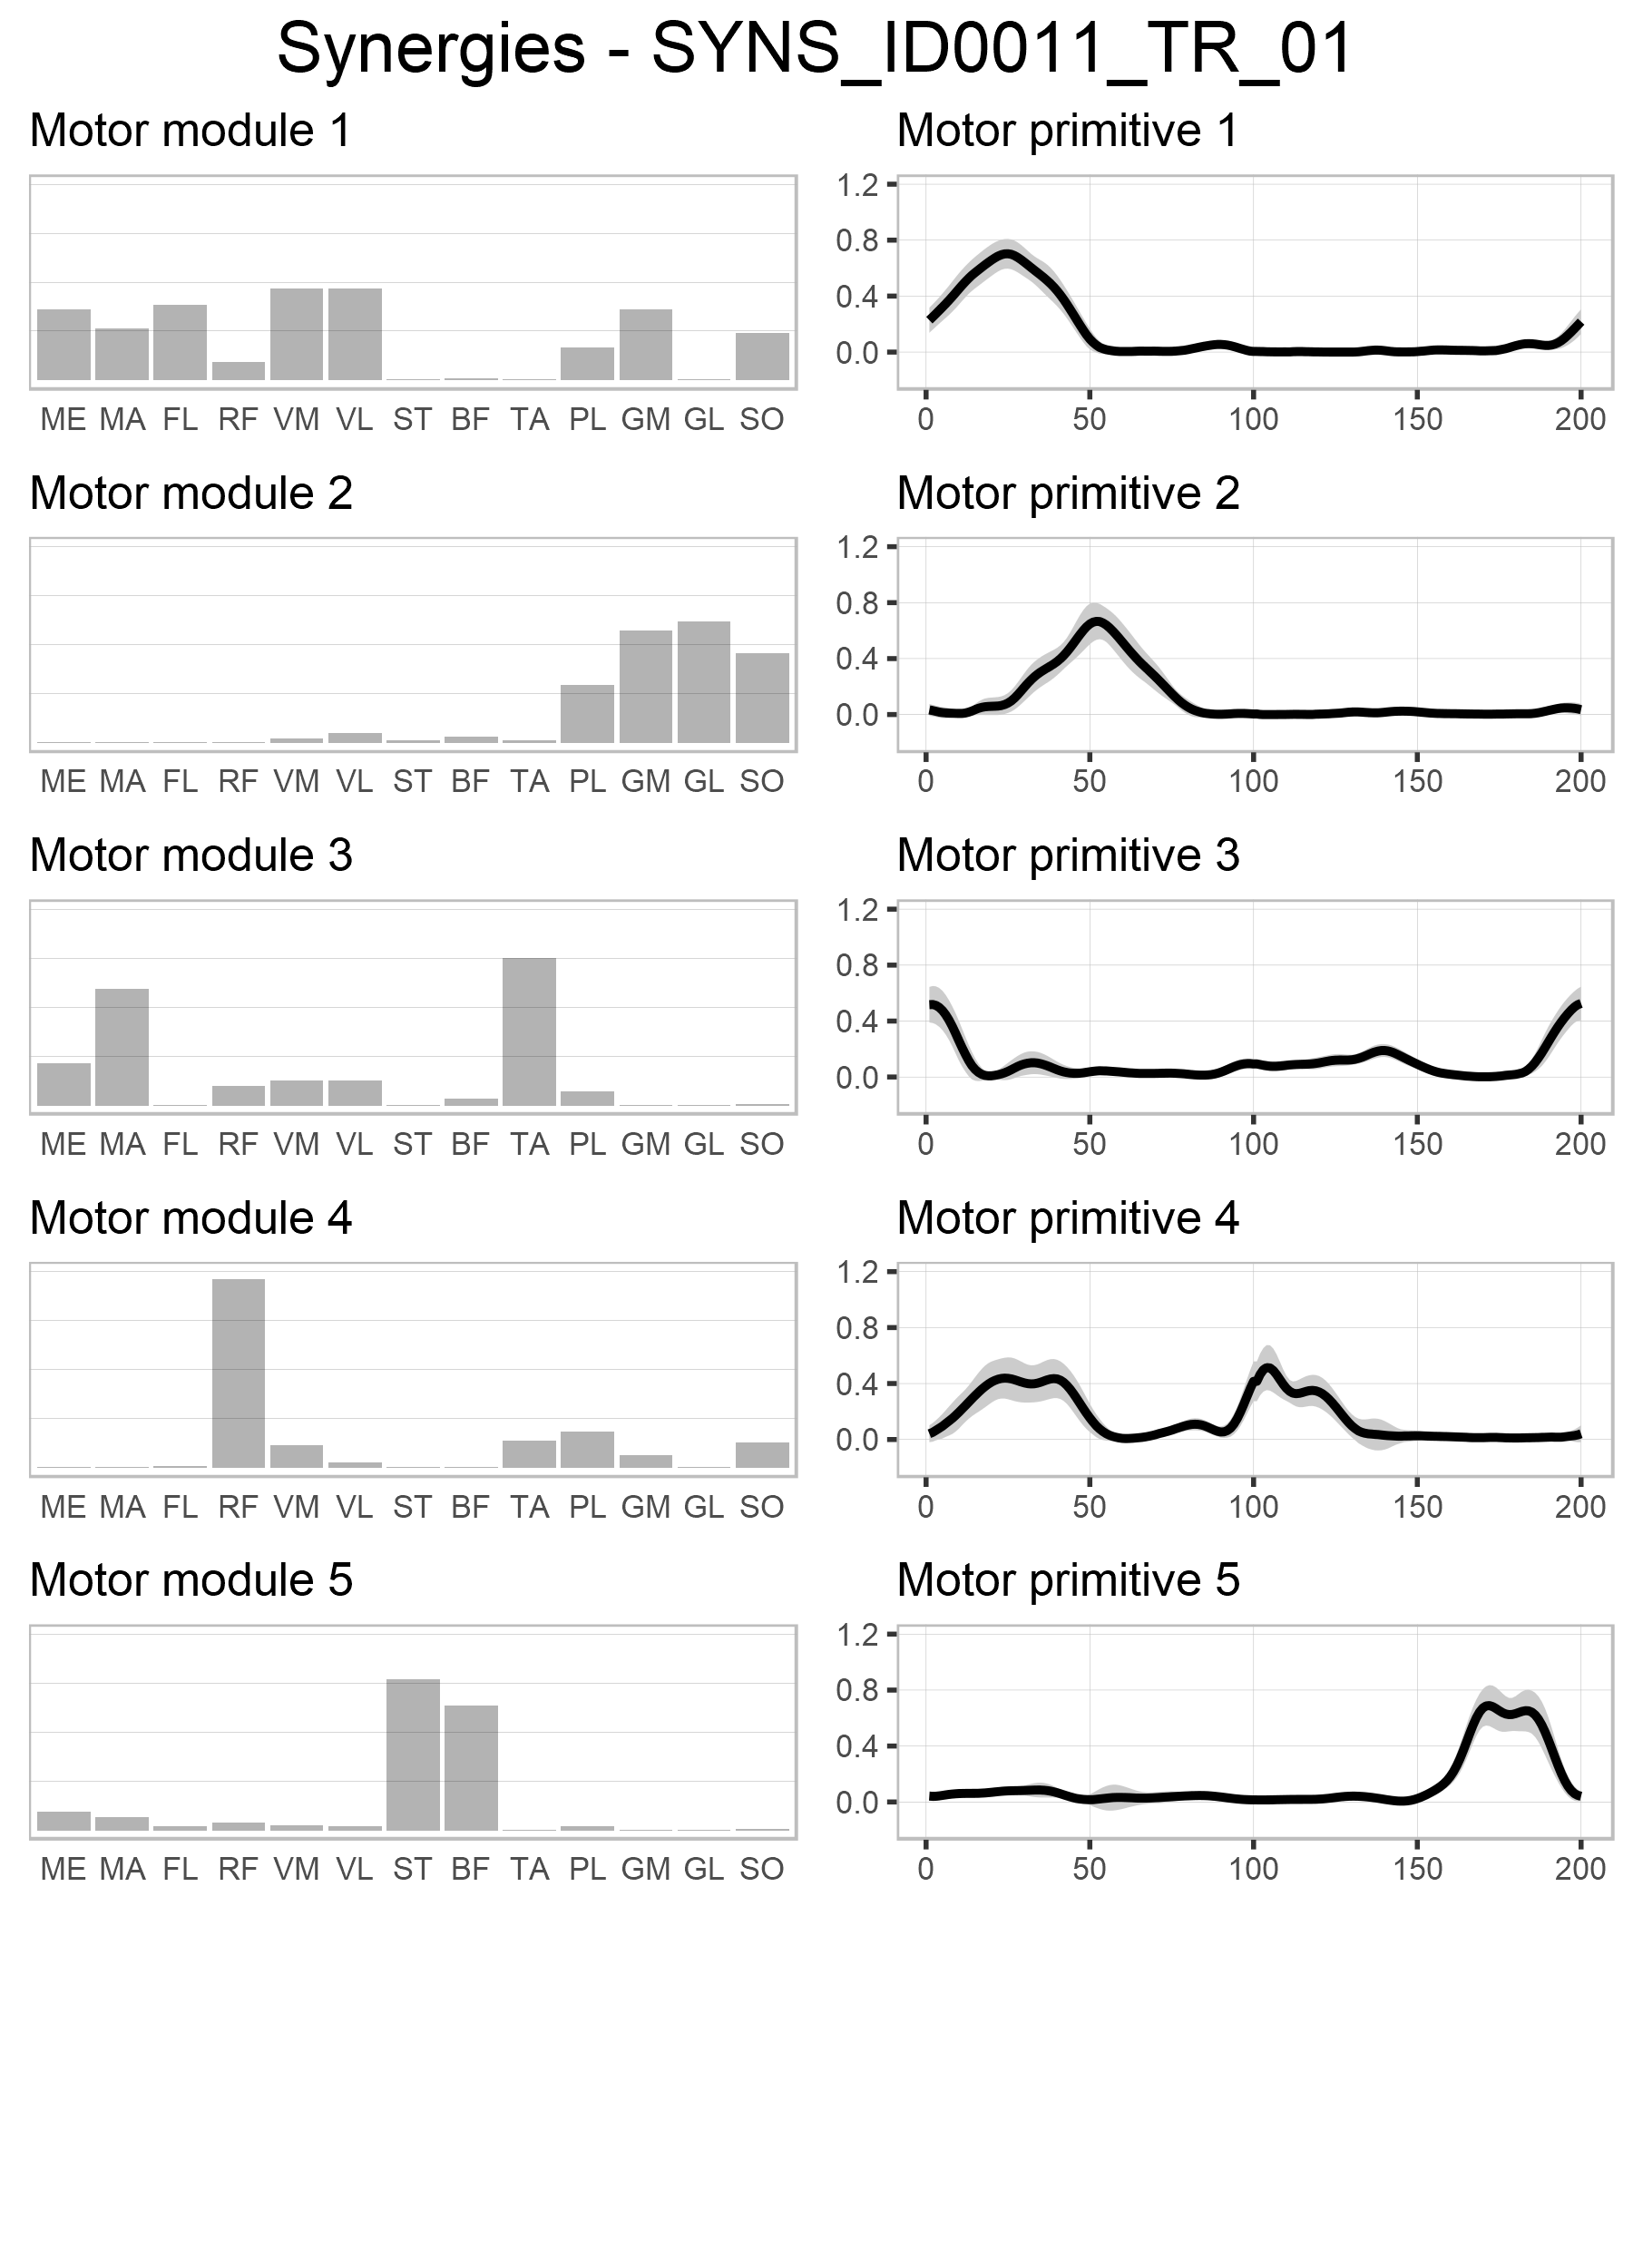 Synergies - SYNS_ID0011_TR_01
Motor module 1
Motor primitive 1
1.2
0.8
0.4
0.0
ME MA FL RF VM VL ST BF TA PL GM GL SO
0 50 100 150 200
Motor module 2
Motor primitive 2
1.2
0.8
0.4
0.0
ME MA FL RF VM VL ST BF TA PL GM GL SO
0 50 100 150 200
Motor module 3
Motor primitive 3
1.2
0.8
0.4
0.0
ME MA FL RF VM VL ST BF TA PL GM GL SO
0 50 100 150 200
Motor module 4
Motor primitive 4
1.2
0.8
0.4
0.0
ME MA FL RF VM VL ST BF TA PL GM GL SO
0 50 100 150 200
Motor module 5
Motor primitive 5
1.2
0.8
0.4
0.0
ME MA FL RF VM VL ST BF TA PL GM GL SO
0 50 100 150 200